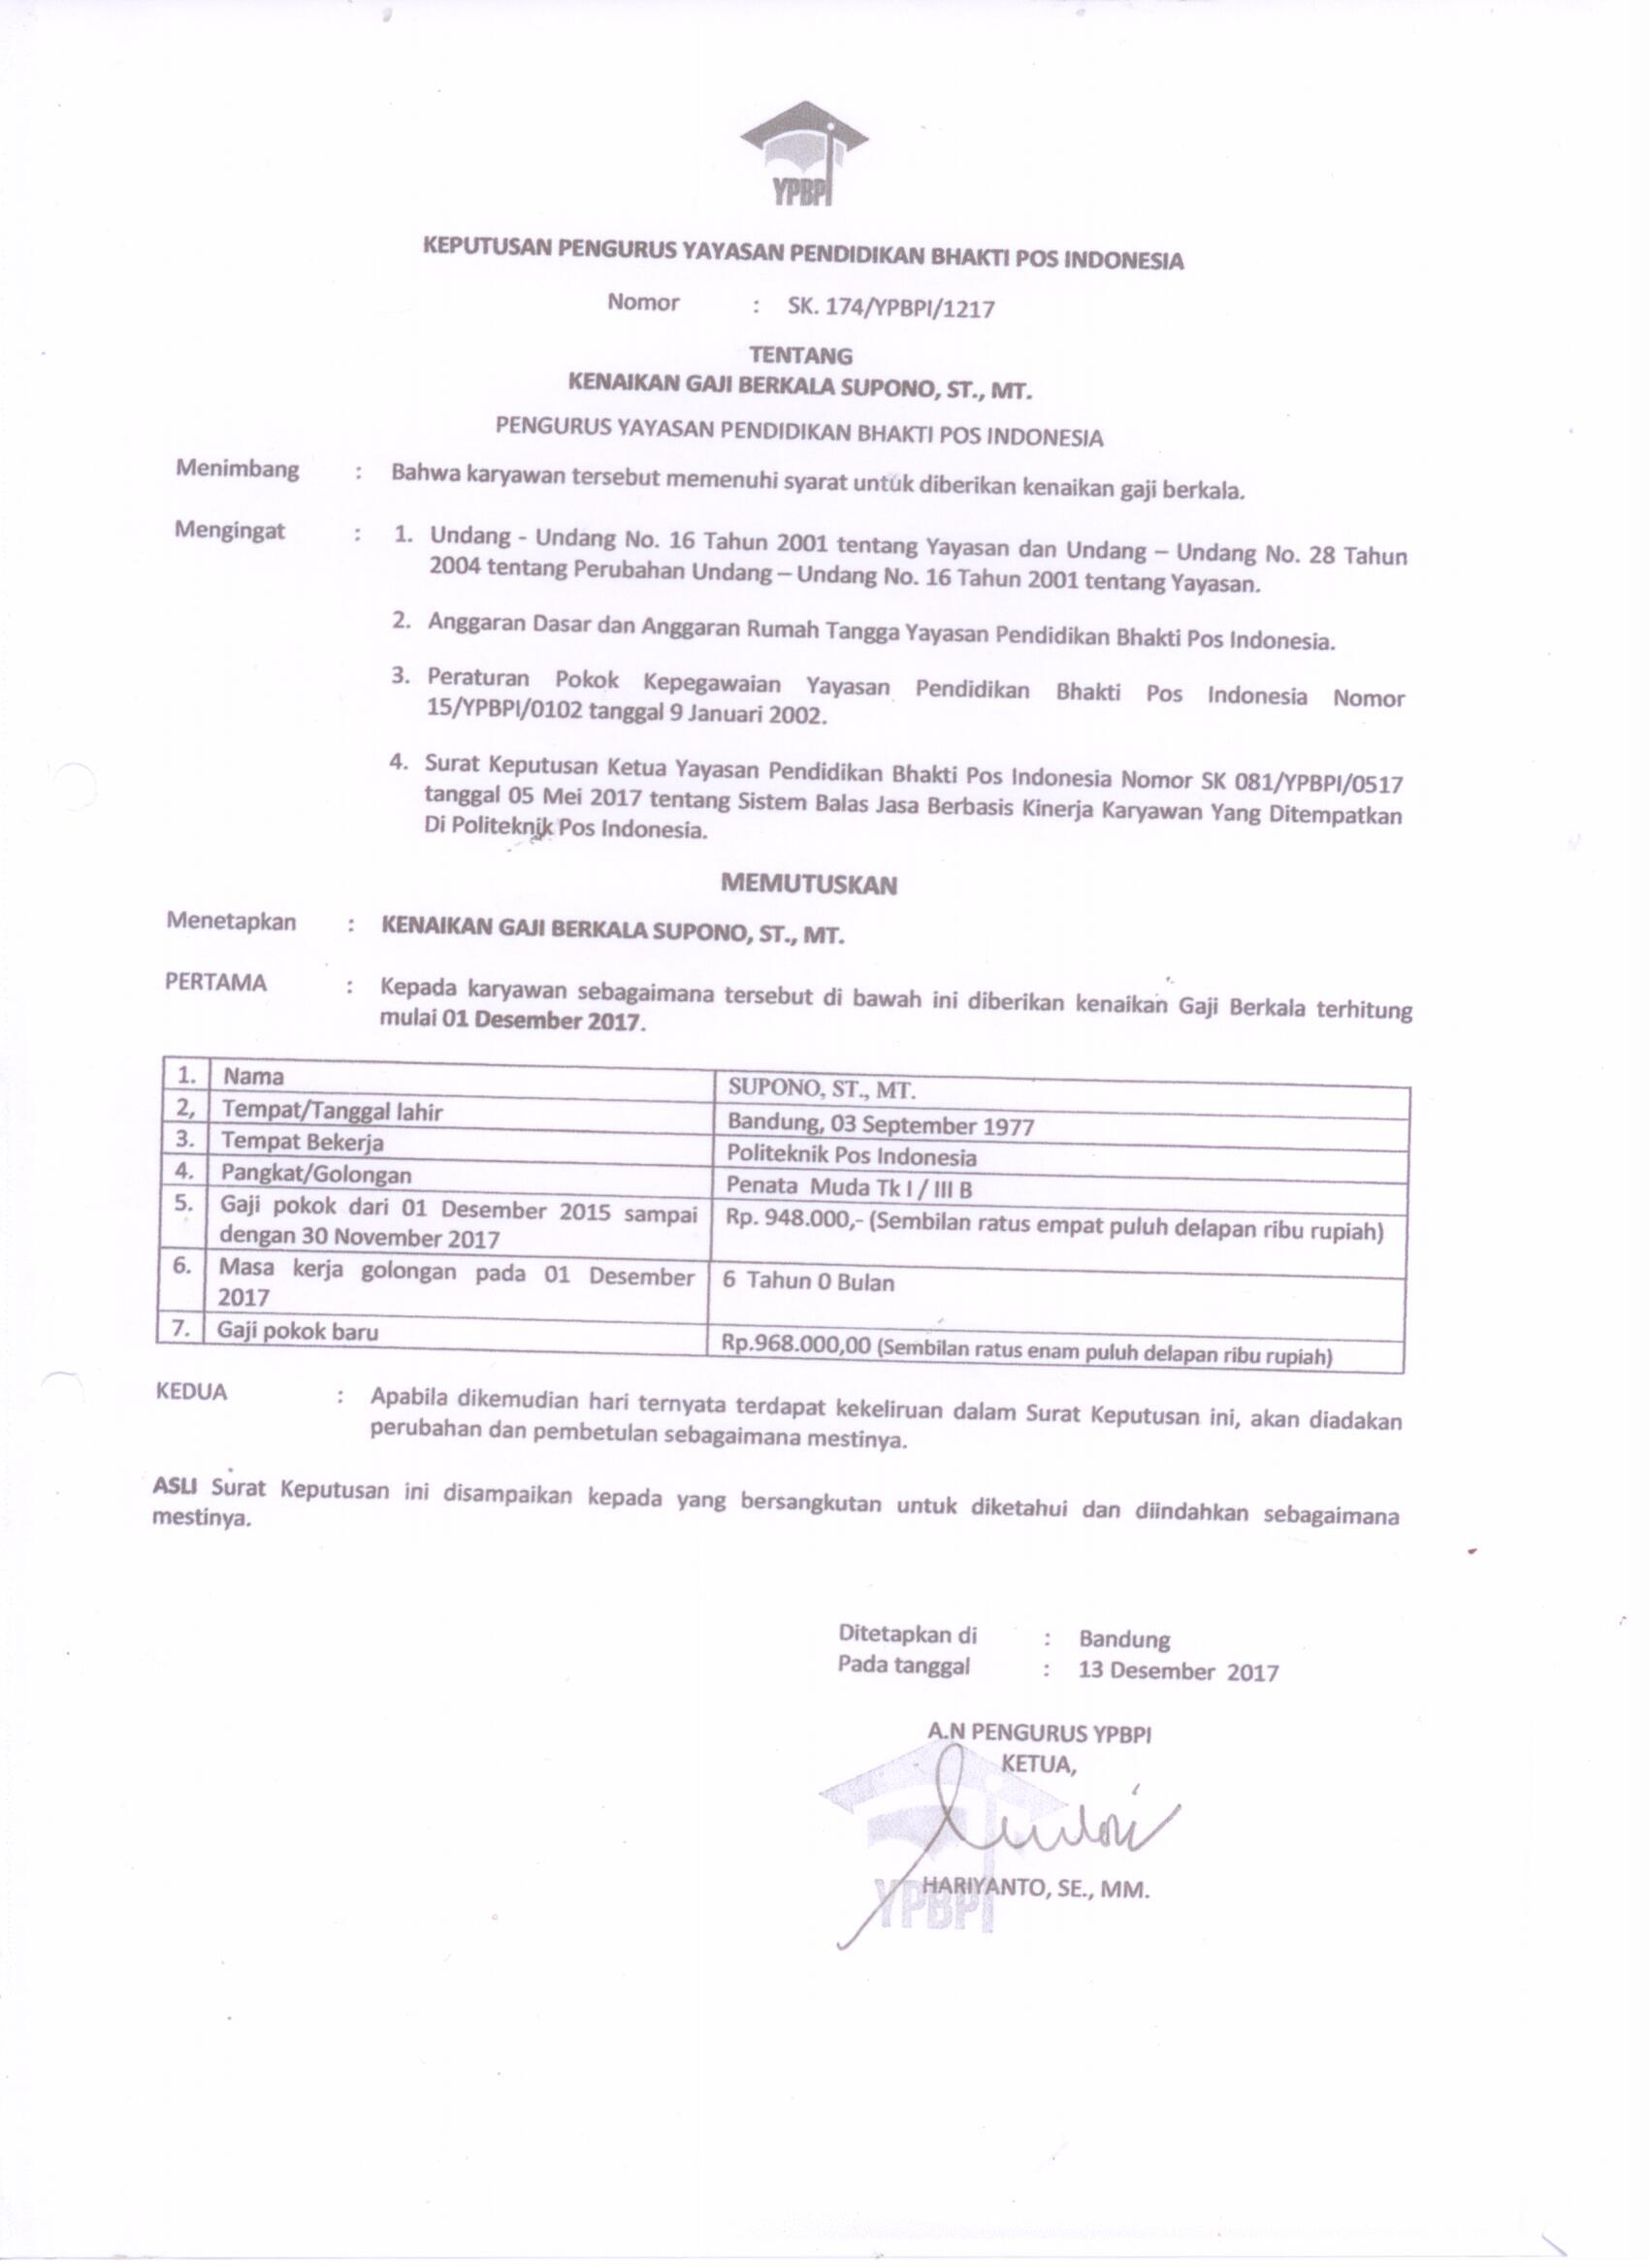 YPBPI
KEPUTUSAN PENGURUS YAYASAN PENDIDIKAN BHAKTI POS INDONESIA
Nomor : SK. 174/YPBPI/1217
TENTANG
KENAIKAN GAJI BERKALA SUPONO, ST., MT.
PENGURUS YAYASAN PENDIDIKAN BHAKTI POS INDONESIA
Menimbang : Bahwa karyawan tersebut memenuhi syarat untuk diberikan kenaikan gaji berkala.
Mengingat : 1. Undang - Undang No. 16 Tahun 2001 tentang Yayasan dan Undang – Undang No. 28 Tahun
2004 tentang Perubahan Undang – Undang No. 16 Tahun 2001 tentang Yayasan.
2. Anggaran Dasar dan Anggaran Rumah Tangga Yayasan Pendidikan Bhakti Pos Indonesia.
3. Peraturan Pokok Kepegawaian Yayasan Pendidikan Bhakti Pos Indonesia Nomor
15/YPBPI/0102 tanggal 9 Januari 2002.
4. Surat Keputusan Ketua Yayasan Pendidikan Bhakti Pos Indonesia Nomor SK 081/YPBPI/0517
tanggal 05 Mei 2017 tentang Sistem Balas Jasa Berbasis Kinerja Karyawan Yang Ditempatkan
Di Politeknik Pos Indonesia.
MEMUTUSKAN
Menetapkan : KENAIKAN GAJI BERKALA SUPONO, ST., MT.
PERTAMA : Kepada karyawan sebagaimana tersebut di bawah ini diberikan kenaikan Gaji Berkala terhitung
mulai 01 Desember 2017.
1. Nama SUPONO, ST., MT.
2, Tempat/Tanggal lahir Bandung, 03 September 1977
3. Tempat Bekerja Politeknik Pos Indonesia
4. Pangkat/Golongan Penata Muda Tk I / III B
5. Gaji pokok dari 01 Desember 2015 sampai Rp. 948.000,- (Sembilan ratus empat puluh delapan ribu rupiah)
dengan 30 November 2017
6. Masa kerja golongan pada 01 Desember 6 Tahun 0 Bulan
2017
7. Gaji pokok baru Rp.968.000,00 (Sembilan ratus enam puluh delapan ribu rupiah)
KEDUA : Apabila dikemudian hari ternyata terdapat kekeliruan dalam Surat Keputusan ini, akan diadakan
perubahan dan pembetulan sebagaimana mestinya.
ASLI Surat Keputusan ini disampaikan kepada yang bersangkutan untuk diketahui dan diindahkan sebagaimana
mestinya.
Ditetapkan di : Bandung
Pada tanggal : 13 Desember 2017
A.N PENGURUS YPBPI
KETUA,
HARIYANTO, SE., MM.
YPBPI